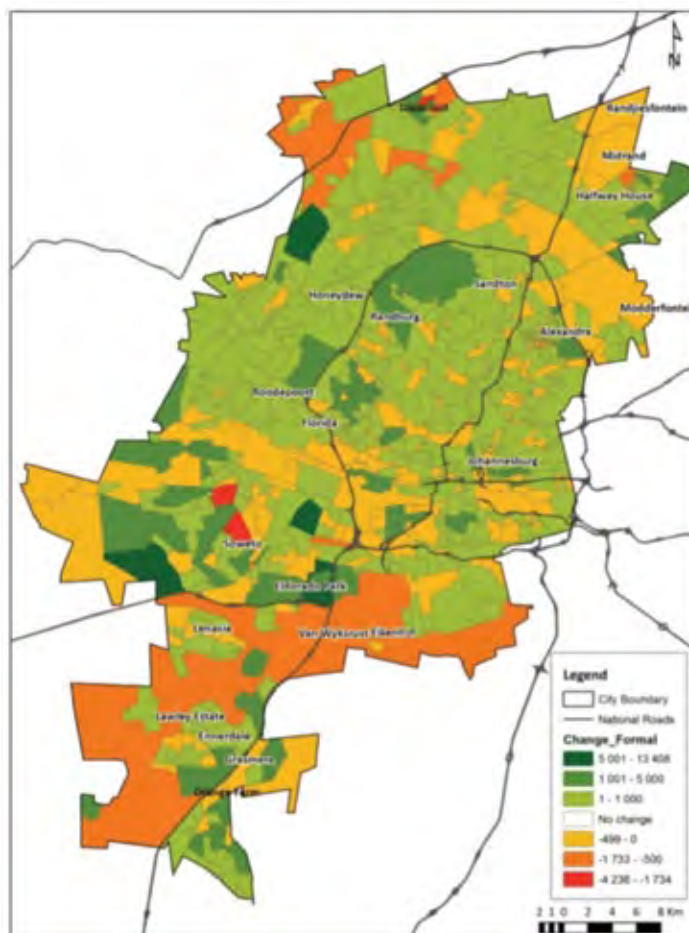 N
Randjiesfontein
Midrand
Halfway House
Honeydew
Sandton
Randburg
Modderfontein
Alexandra
Roodepoort
Florida
Johannesburg
Soweto
Eldorado Park
Lenasia
Van Wyksrust
Eikenhof
Lawley Estate
Ennerdale
Grasmere
Orange Farm
Legend
City Boundary
National Roads
Change_Formal
5 001 - 13 408
1 001 - 5 000
1 - 1 000
No change
-499 - 0
-1 733 - -500
-4 238 - -1 734
2 1 0 2 4 6 8 Km